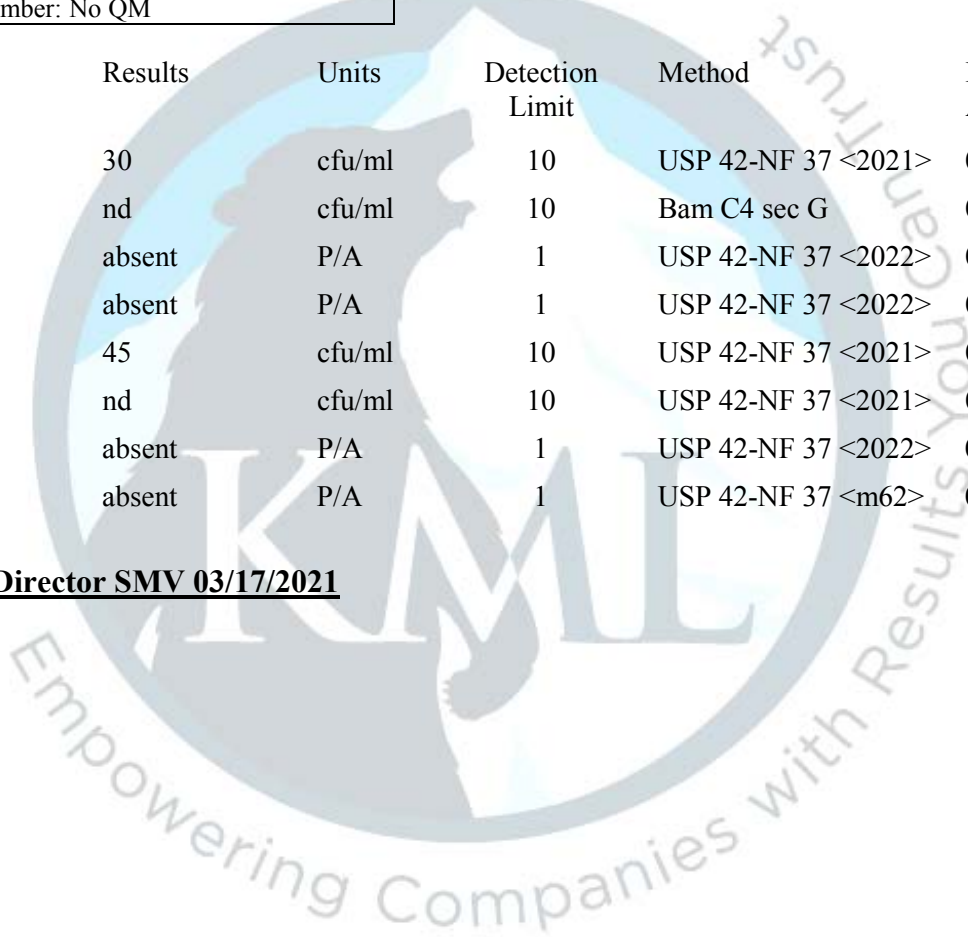 mber: No QM
Results Units Detection Limit Method
30 cfu/ml 10 USP 42-NF 37 <2021>
nd cfu/ml 10 Bam C4 sec G
absent P/A 1 USP 42-NF 37 <2022>
absent P/A 1 USP 42-NF 37 <2022>
45 cfu/ml 10 USP 42-NF 37 <2021>
nd cfu/ml 10 USP 42-NF 37 <2021>
absent P/A 1 USP 42-NF 37 <2022>
absent P/A 1 USP 42-NF 37 <m62>
Director SMV 03/17/2021
KML
Empowering Companies with Results You Can Trust